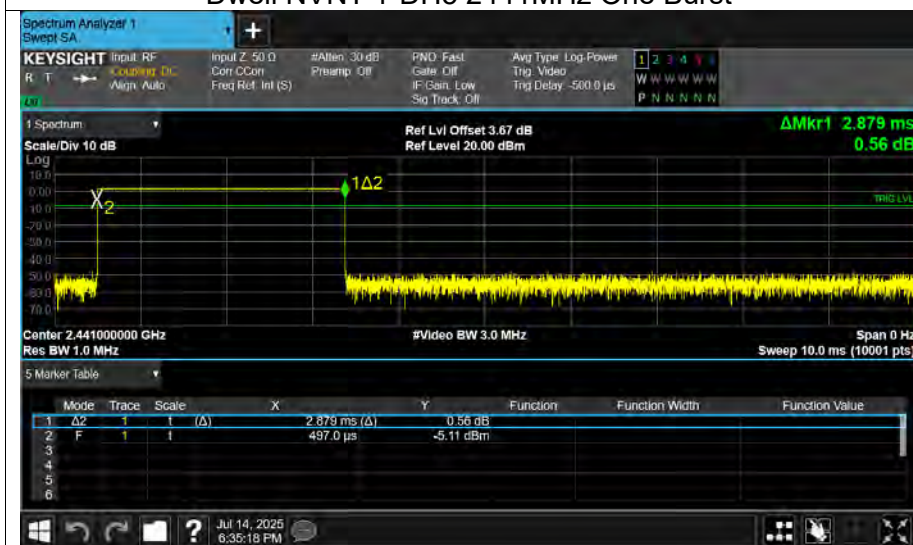 Dwell NVNT 1-DH5 2441MHz One Burst
Spectrum Analyzer 1
Swept SA
+
KEYSIGHT Input: RF Input Z: 50 Ω #Atten: 30 dB PNO: Fast Avg Type: Log-Power 1 2 3 4 5 6
R T Coupling: DC Corr CCorr Preamp: Off Gate: Off Trig: Video W W W W W W
Align: Auto Freq Ref: Int (S) IF Gain: Low Trig Delay: -500.0 µs
Sig Track: Off P N N N N N
1 Spectrum
Ref Lvl Offset 3.67 dB ΔMkr1 2.879 ms
Scale/Div 10 dB Ref Level 20.00 dBm 0.56 dB
Log
10.0
0.00
1Δ2
X2
TRIG LVL
-10.0
-20.0
-30.0
-40.0
-50.0
-60.0
-70.0
Center 2.441000000 GHz #Video BW 3.0 MHz Span 0 Hz
Res BW 1.0 MHz Sweep 10.0 ms (10001 pts)
5 Marker Table
Mode Trace Scale X Y Function Function Width Function Value
1 Δ2 1 t (Δ) 2.879 ms (Δ) 0.56 dB
2 F 1 t 497.0 µs -5.11 dBm
3
4
5
6
? Jul 14, 2025
6:35:18 PM